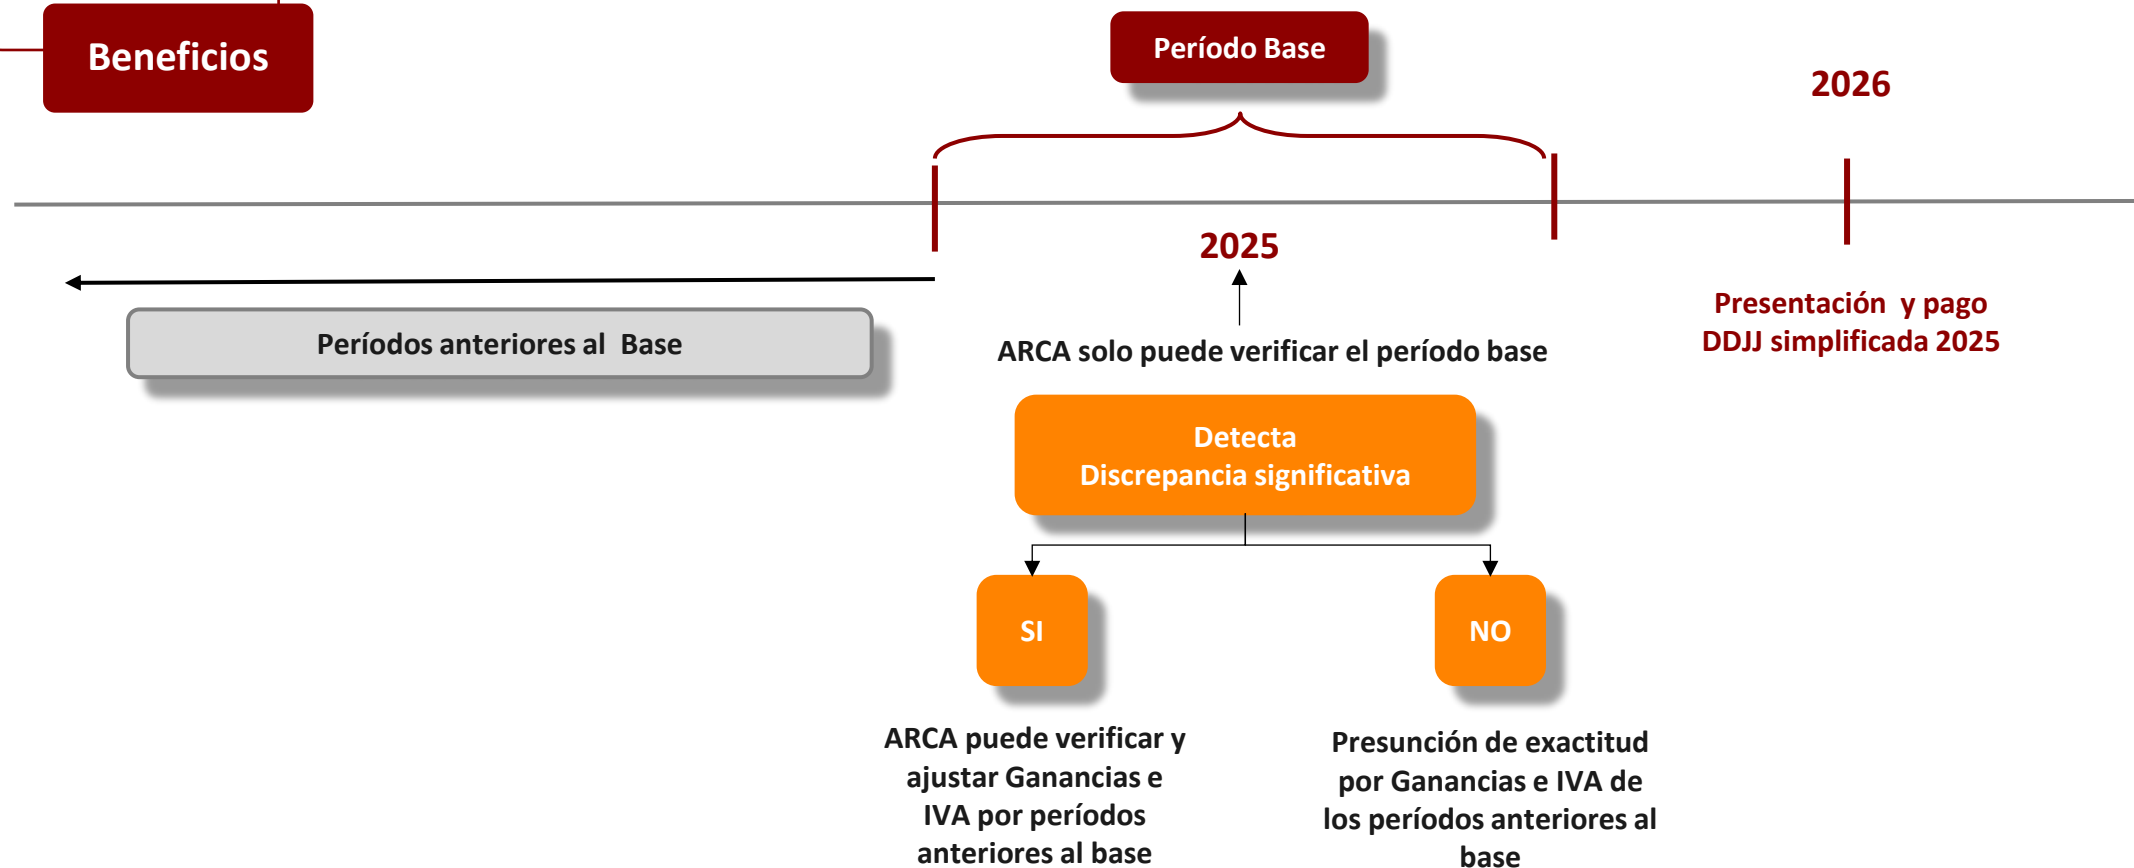 Beneficios
Período Base
2026
2025
Períodos anteriores al Base
ARCA solo puede verificar el período base
Presentación y pago
DDJJ simplificada 2025
Detecta
Discrepancia significativa
SI
NO
ARCA puede verificar y
ajustar Ganancias e
IVA por períodos
anteriores al base
Presunción de exactitud
por Ganancias e IVA de
los períodos anteriores al
base